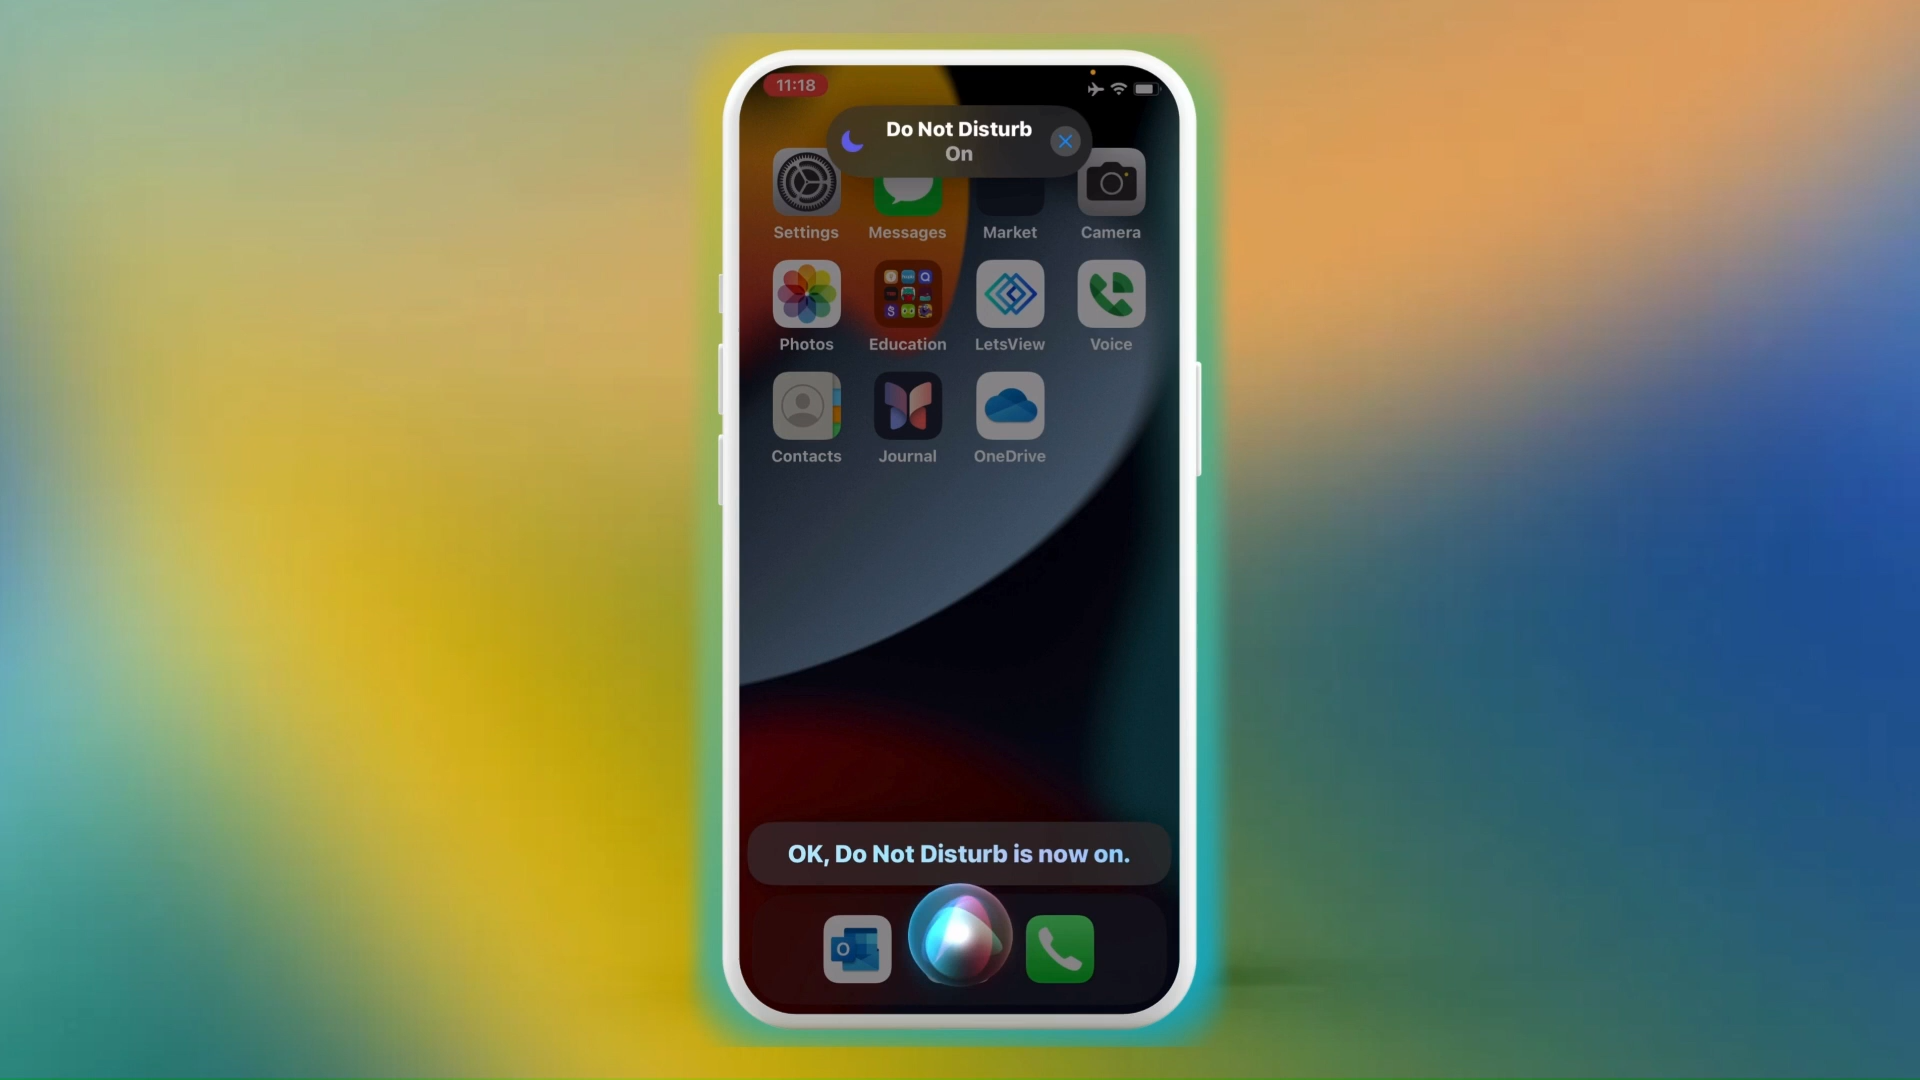 11:18
Do Not Disturb
On
Settings
Messages
Market
Camera
Photos
Education
LetsView
Voice
Contacts
Journal
OneDrive
OK, Do Not Disturb is now on.
O